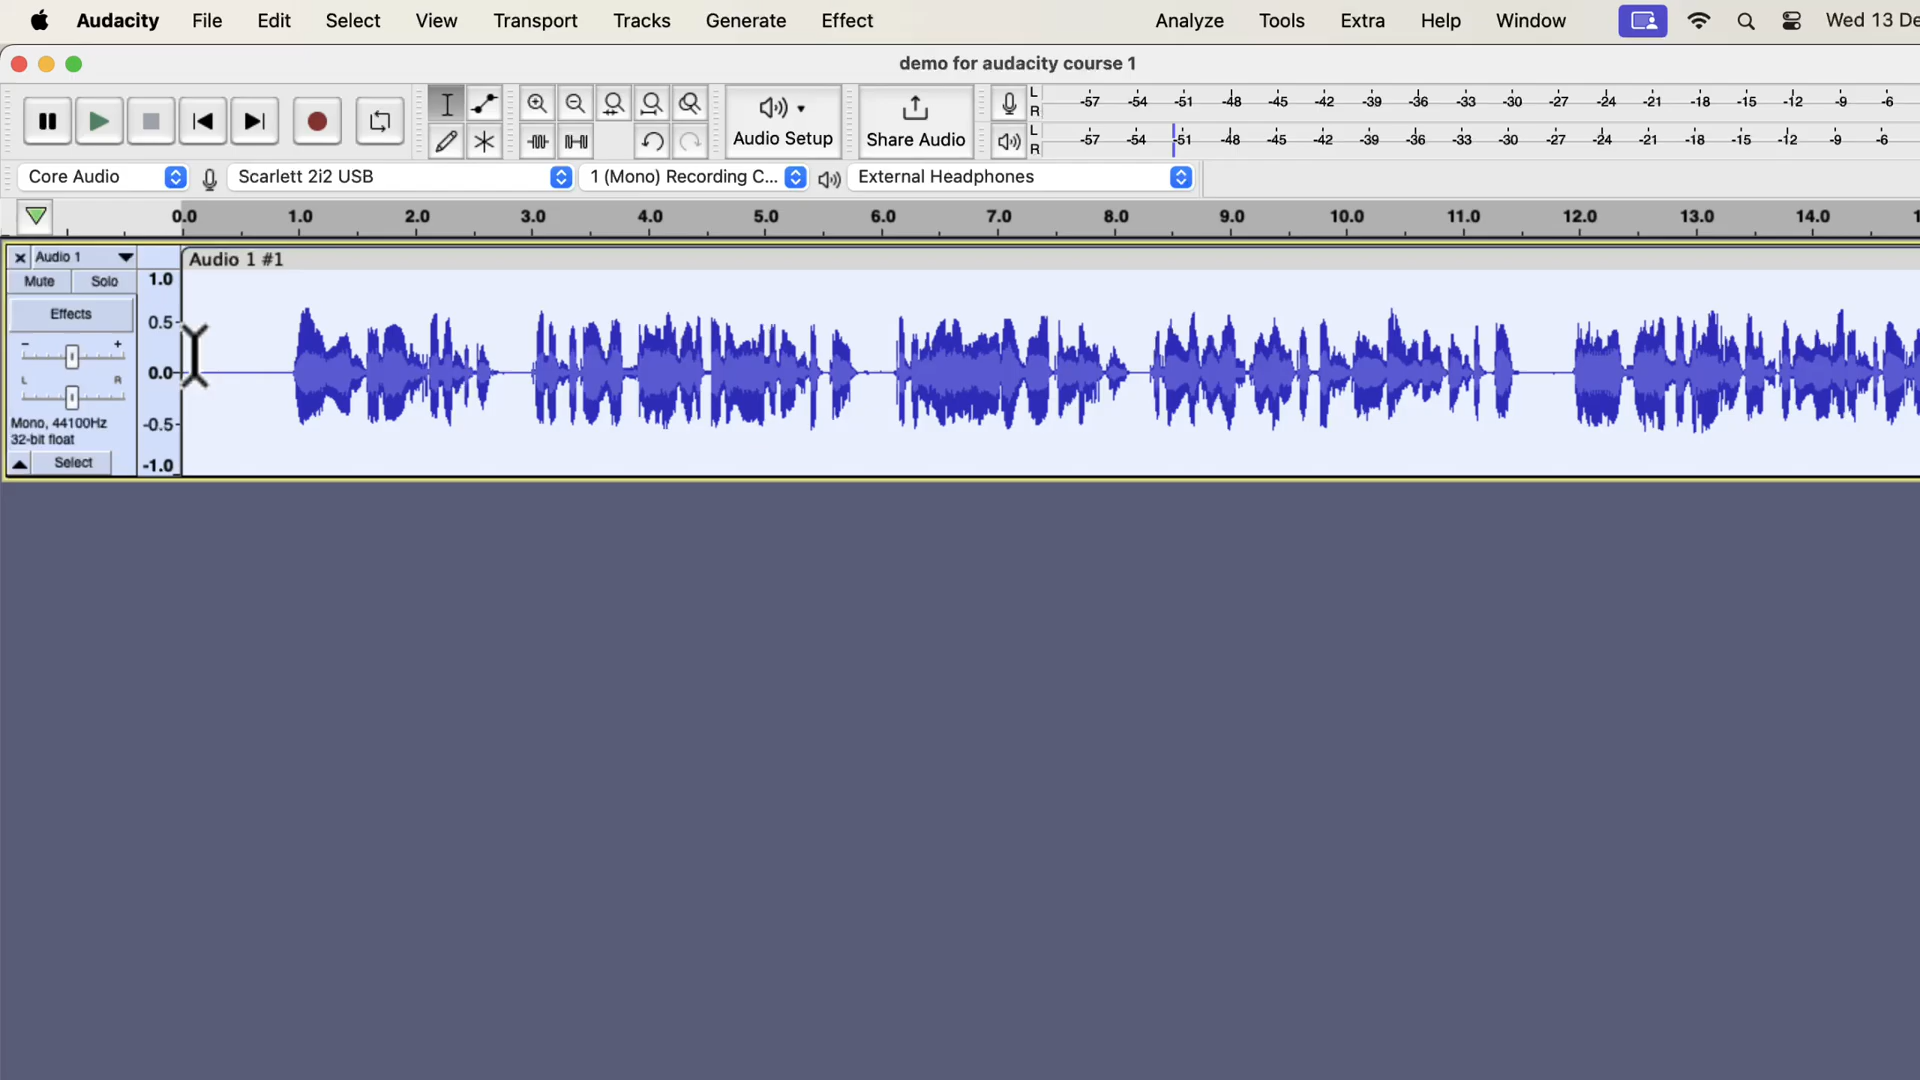 Audacity File Edit Select View Transport Tracks Generate Effect Analyze Tools Extra Help Window Wed 13 De
demo for audacity course 1
Audio Setup
Share Audio
L
R
-57 -54 -51 -48 -45 -42 -39 -36 -33 -30 -27 -24 -21 -18 -15 -12 -9 -6
L
R
-57 -54 -51 -48 -45 -42 -39 -36 -33 -30 -27 -24 -21 -18 -15 -12 -9 -6
Core Audio Scarlett 2i2 USB 1 (Mono) Recording C... External Headphones
0.0 1.0 2.0 3.0 4.0 5.0 6.0 7.0 8.0 9.0 10.0 11.0 12.0 13.0 14.0
Audio 1
Audio 1 #1
Mute Solo
Effects
- +
L R
Mono, 44100Hz
32-bit float
Select
1.0
0.5
0.0
-0.5
-1.0